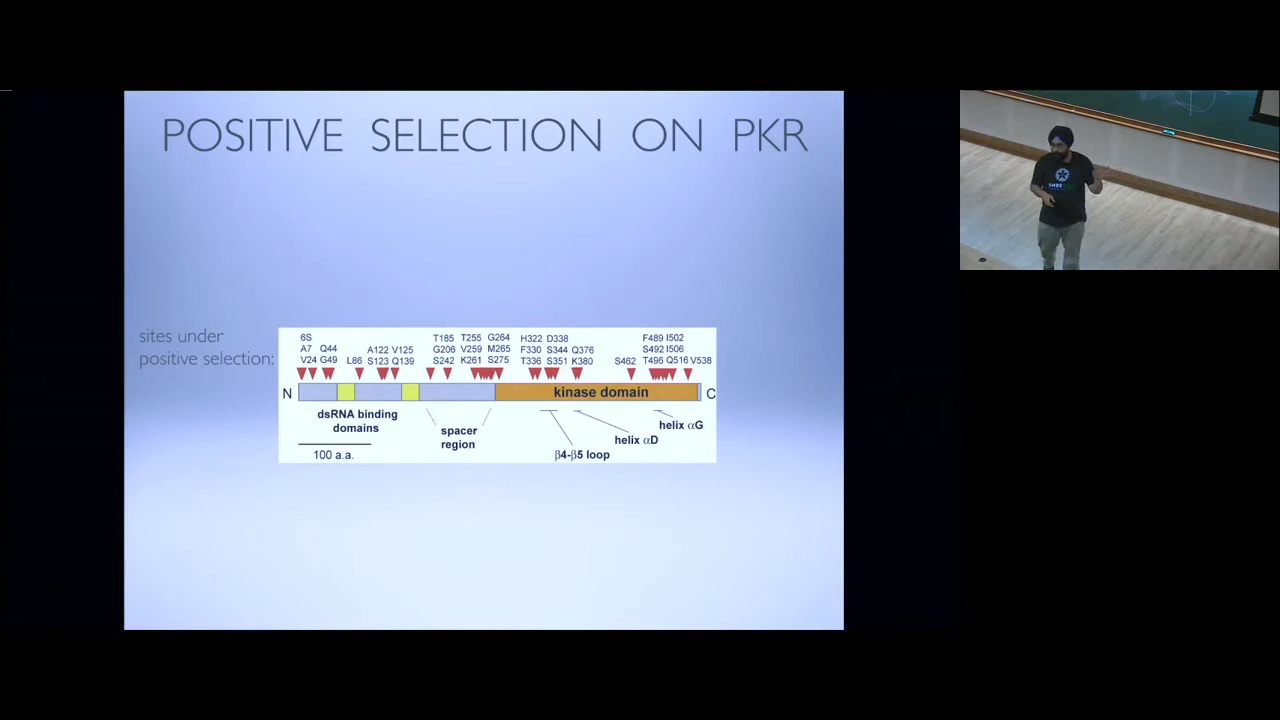 POSITIVE SELECTION ON PKR
sites under
positive selection:
6S T185 T255 G264 H322 D338 F489 I502
A7 Q44 A122 V125 G206 V259 M265 F330 S344 Q376 S492 I506
V24 G49 L86 S123 Q139 S242 K261 S275 T336 S351 K380 S462 T496 Q516 V538
N kinase domain C
dsRNA binding
domains
spacer
region
helix αG
helix αD
β4-β5 loop
100 a.a.